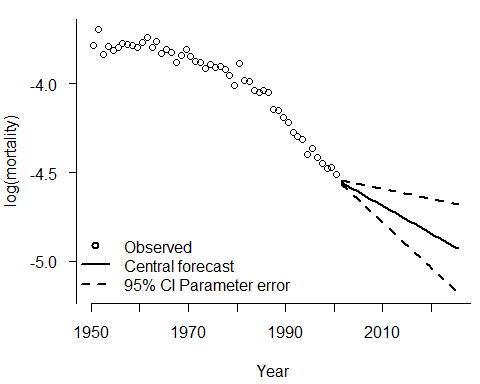 log(mortality)
-4.0
-4.5
-5.0
Observed
Central forecast
95% CI Parameter error
1950 1970 1990 2010
Year